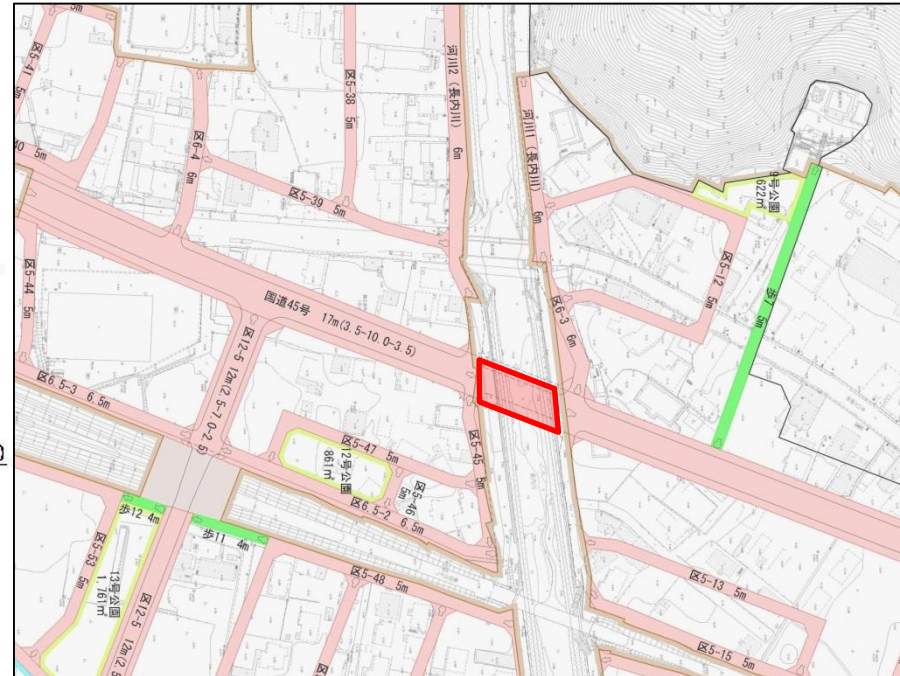 区5-41 5m
区6-4 6m
区5-38 5m
河川2（長内川） 6m
河川1（長内川） 6m
9号公園
622㎡
40 5m
区5-39 5m
区5-12 5m
歩7 5m
区5-44 5m
国道45号 17m(3.5-10.0-3.5)
区6-3 6m
区12-5 12m(2.5-7.0-2.5)
区6.5-3 6.5m
区5-47 5m
12号公園
861㎡
区5-45 5m
区5-46
5m
区6.5-2 6.5m
歩12 4m
歩11 4m
区5-53 5m
13号公園
1,761㎡
区12-5 12m(2.5
区5-48 5m
区5-13 5m
区5-15 5m